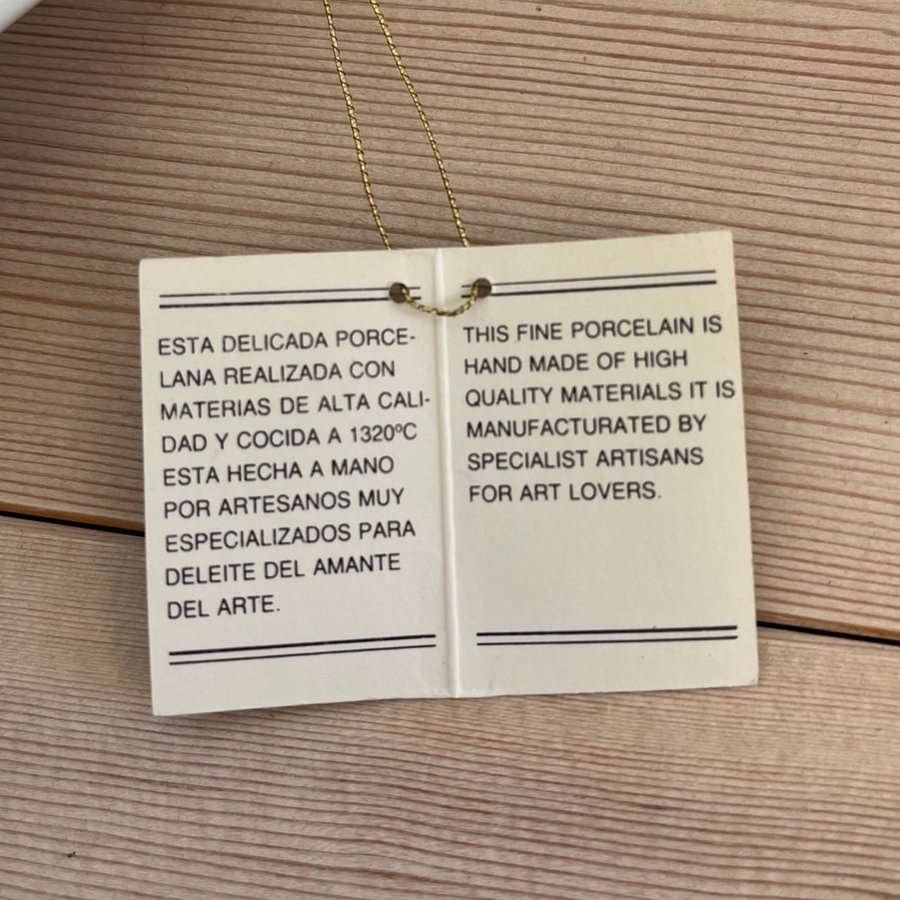 ESTA DELICADA PORCE-
LANA REALIZADA CON
MATERIAS DE ALTA CALI-
DAD Y COCIDA A 1320ºC
ESTA HECHA A MANO
POR ARTESANOS MUY
ESPECIALIZADOS PARA
DELEITE DEL AMANTE
DEL ARTE.
THIS FINE PORCELAIN IS
HAND MADE OF HIGH
QUALITY MATERIALS IT IS
MANUFACTURATED BY
SPECIALIST ARTISANS
FOR ART LOVERS.